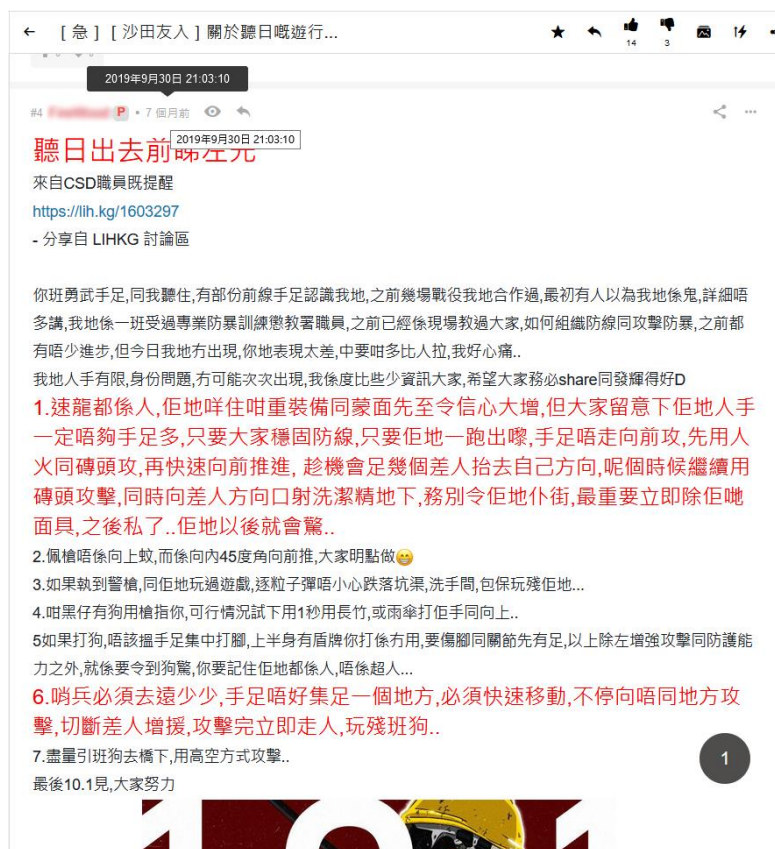 [ 急 ] [ 沙田友入 ] 關於聽日嘅遊行...
14
3
2019年9月30日 21:03:10
#4
P • 7 個月前
2019年9月30日 21:03:10
聽日出去前睇左先
來自CSD職員既提醒
https://lih.kg/1603297
- 分享自 LIHKG 討論區
你班勇武手足,同我聽住,有部份前線手足認識我地,之前幾場戰役我地合作過,最初有人以為我地係鬼,詳細唔
多講,我地係一班受過專業防暴訓練懲教署職員,之前已經係現場教過大家,如何組織防線同攻擊防暴,之前都
有唔少進步,但今日我地冇出現,你地表現太差,中要咁多比人拉,我好心痛..
我地人手有限,身份問題,冇可能次次出現,我係度比些少資訊大家,希望大家務必share同發輝得好D
1.速龍都係人,佢地咩住咁重裝備同蒙面先至令信心大增,但大家留意下佢地人手
一定唔夠手足多,只要大家穩固防線,只要佢地一跑出嚟,手足唔走向前攻,先用人
火同磚頭攻,再快速向前推進, 趁機會足幾個差人抬去自己方向,呢個時候繼續用
磚頭攻擊,同時向差人方向口射洗潔精地下,務別令佢地仆街,最重要立即除佢哋
面具,之後私了..佢地以後就會驚..
2.佩槍唔係向上蚊,而係向內45度角向前推,大家明點做😁
3.如果執到警槍,同佢地玩過遊戲,逐粒子彈唔小心跌落坑渠,洗手間,包保玩殘佢地...
4.咁黑仔有狗用槍指你,可行情況試下用1秒用長竹,或雨傘打佢手同向上..
5如果打狗,唔該搵手足集中打腳,上半身有盾牌你打係冇用,要傷腳同關節先有足,以上除左增強攻擊同防護能
力之外,就係要令到狗驚,你要記住佢地都係人,唔係超人...
6.哨兵必須去遠少少,手足唔好集足一個地方,必須快速移動,不停向唔同地方攻
擊,切斷差人增援,攻擊完立即走人,玩殘班狗..
7.盡量引班狗去橋下,用高空方式攻擊..
1
最後10.1見,大家努力